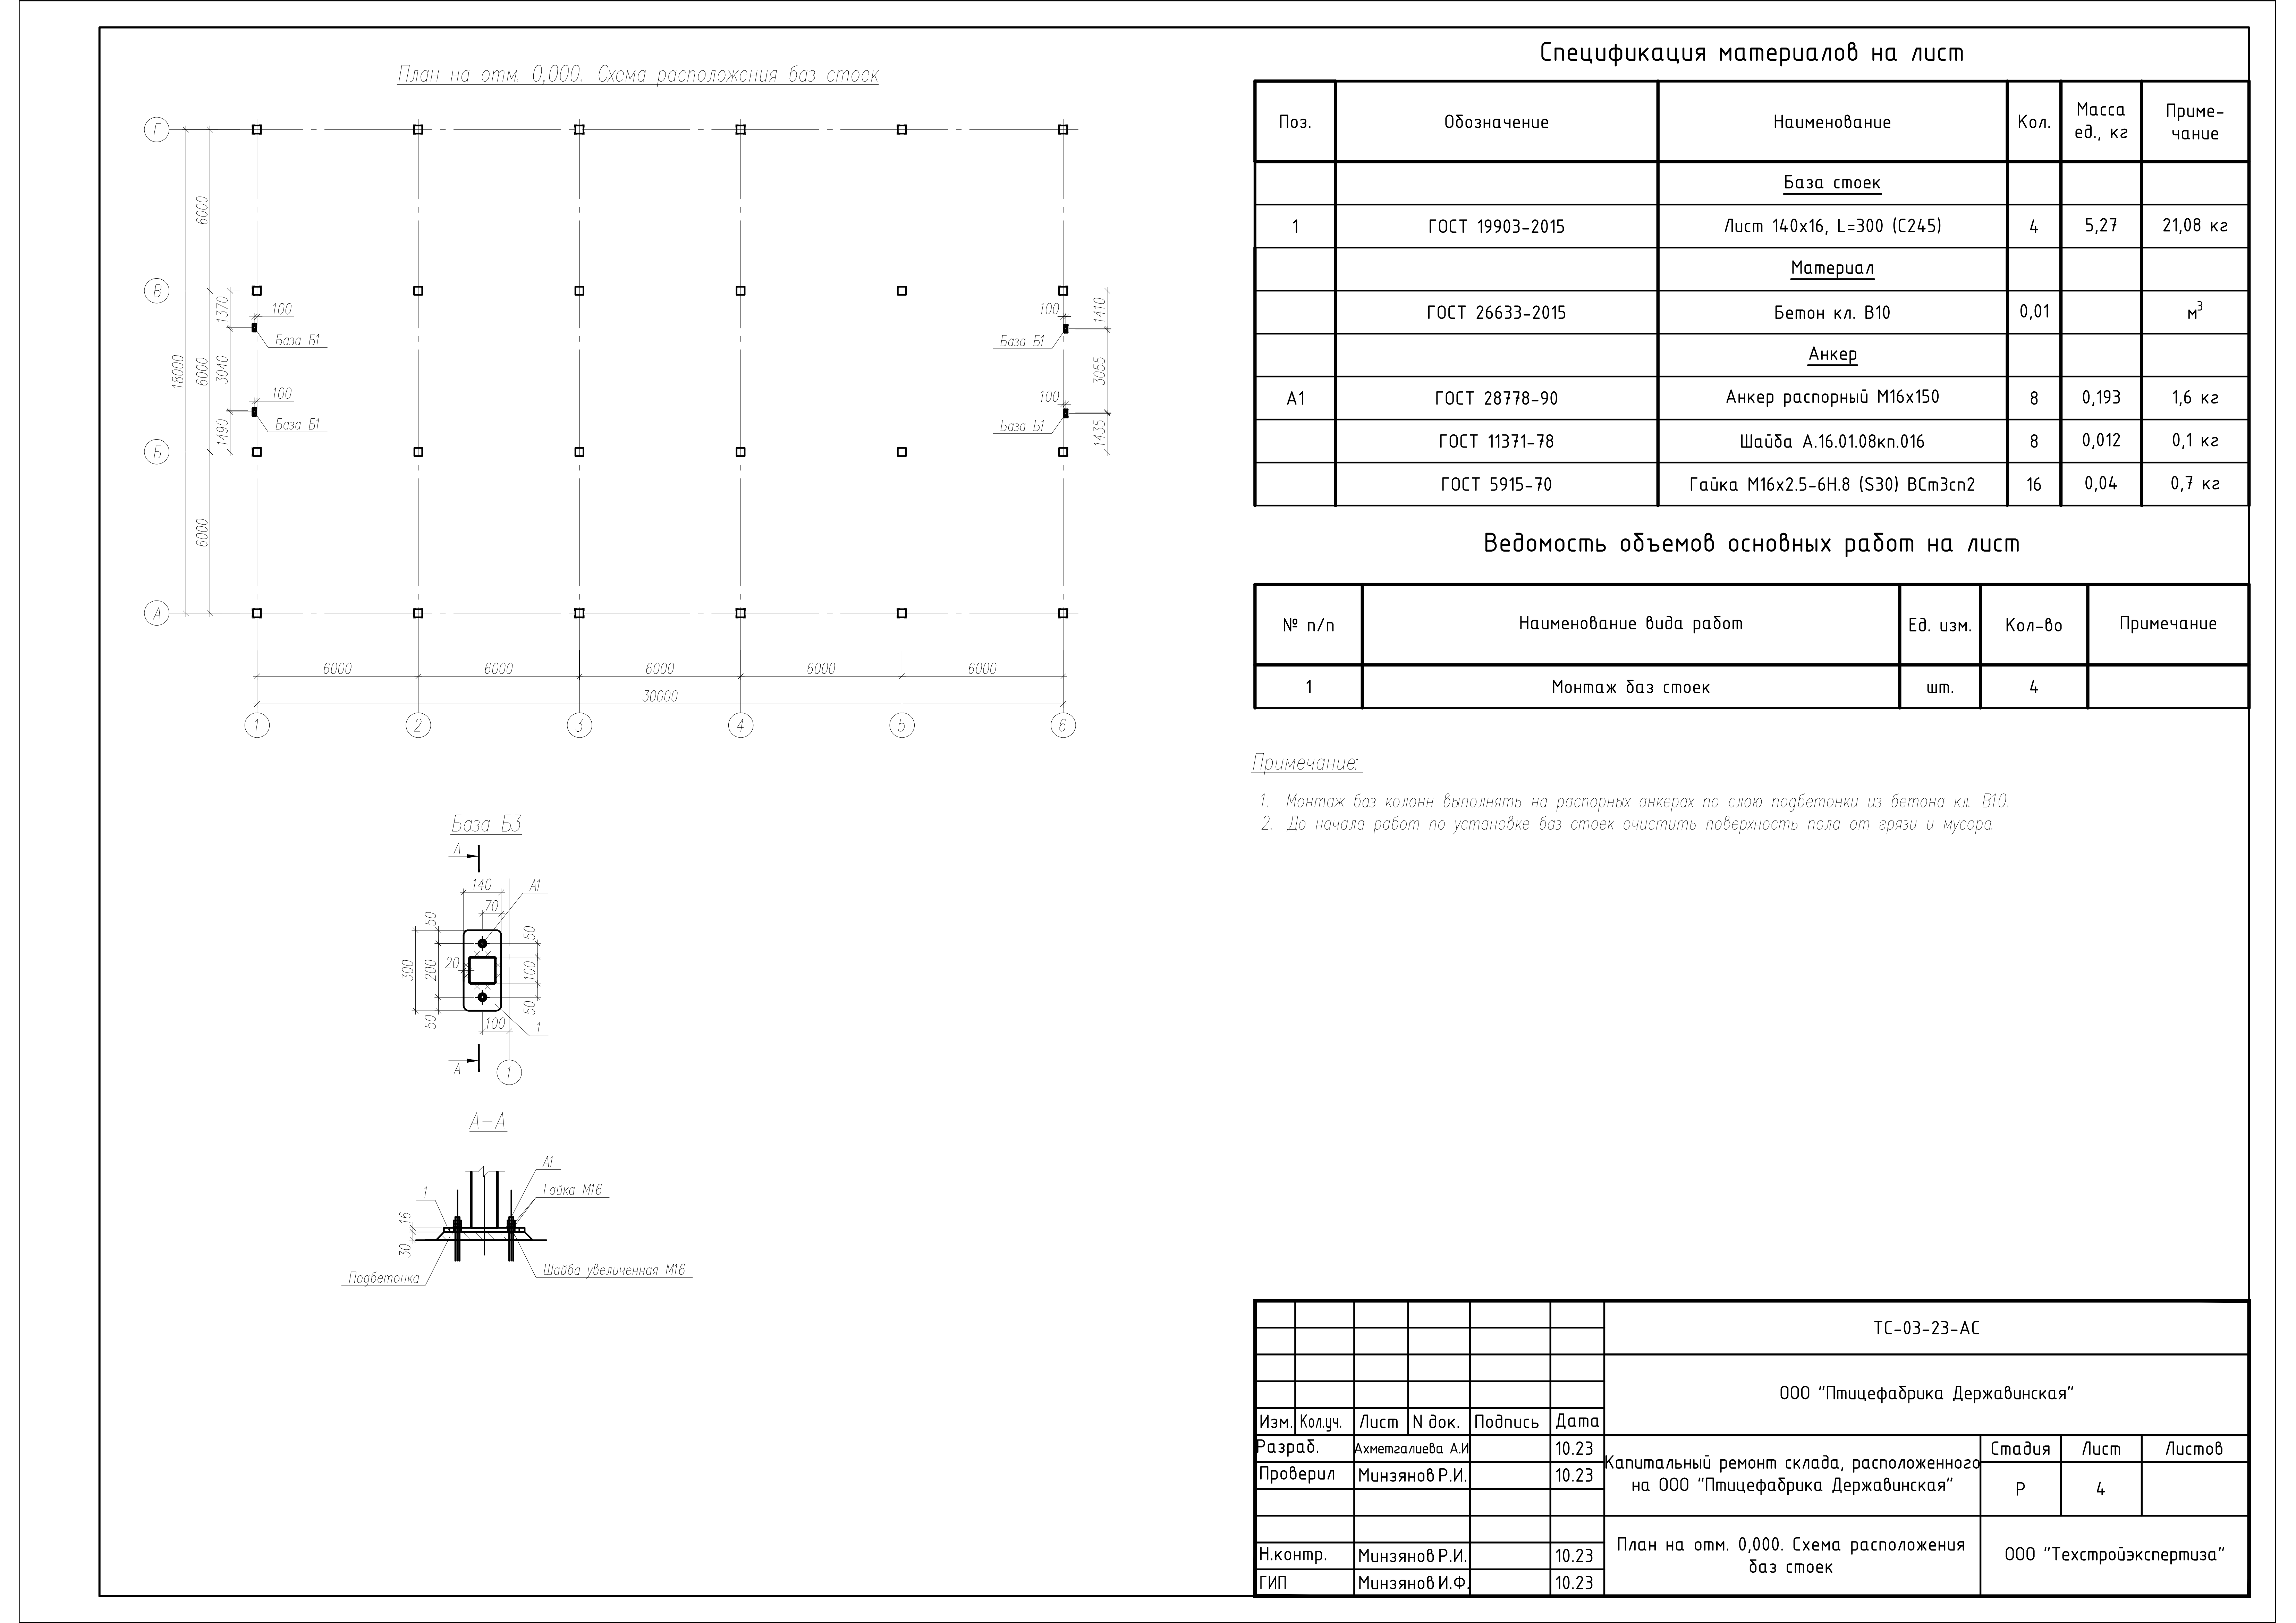 План на отм. 0,000. Схема расположения баз стоек
Г
В
Б
А
6000
6000
6000
18000
1370
3040
1490
100
База Б1
100
База Б1
100
База Б1
100
База Б1
1410
3055
1435
6000 6000 6000 6000 6000
30000
1 2 3 4 5 6
База Б3
А
140
А1
70
50
50
300
200
20
100
50
50
100
1
А
1
А-А
А1
Гайка М16
1
16
30
Подбетонка
Шайба увеличенная М16
Спецификация материалов на лист
Поз. Обозначение Наименование Кол. Масса ед., кг Приме-чание
База стоек
1 ГОСТ 19903-2015 Лист 140х16, L=300 (С245) 4 5,27 21,08 кг
Материал
ГОСТ 26633-2015 Бетон кл. В10 0,01 м3
Анкер
А1 ГОСТ 28778-90 Анкер распорный М16х150 8 0,193 1,6 кг
ГОСТ 11371-78 Шайба А.16.01.08кп.016 8 0,012 0,1 кг
ГОСТ 5915-70 Гайка М16х2.5-6Н.8 (S30) ВСт3сп2 16 0,04 0,7 кг
Ведомость объемов основных работ на лист
№ п/п Наименование вида работ Ед. изм. Кол-во Примечание
1 Монтаж баз стоек шт. 4
Примечание:
1. Монтаж баз колонн выполнять на распорных анкерах по слою подбетонки из бетона кл. В10.
2. До начала работ по установке баз стоек очистить поверхность пола от грязи и мусора.
ТС-03-23-АС
ООО "Птицефабрика Державинская"
Изм. Кол.уч. Лист N док. Подпись Дата
Разраб. Ахметгалиева А.И 10.23
Проверил Минзянов Р.И. 10.23
Н.контр. Минзянов Р.И. 10.23
ГИП Минзянов И.Ф. 10.23
Капитальный ремонт склада, расположенного
на ООО "Птицефабрика Державинская"
Стадия Лист Листов
Р 4
План на отм. 0,000. Схема расположения
баз стоек
ООО "Техстройэкспертиза"